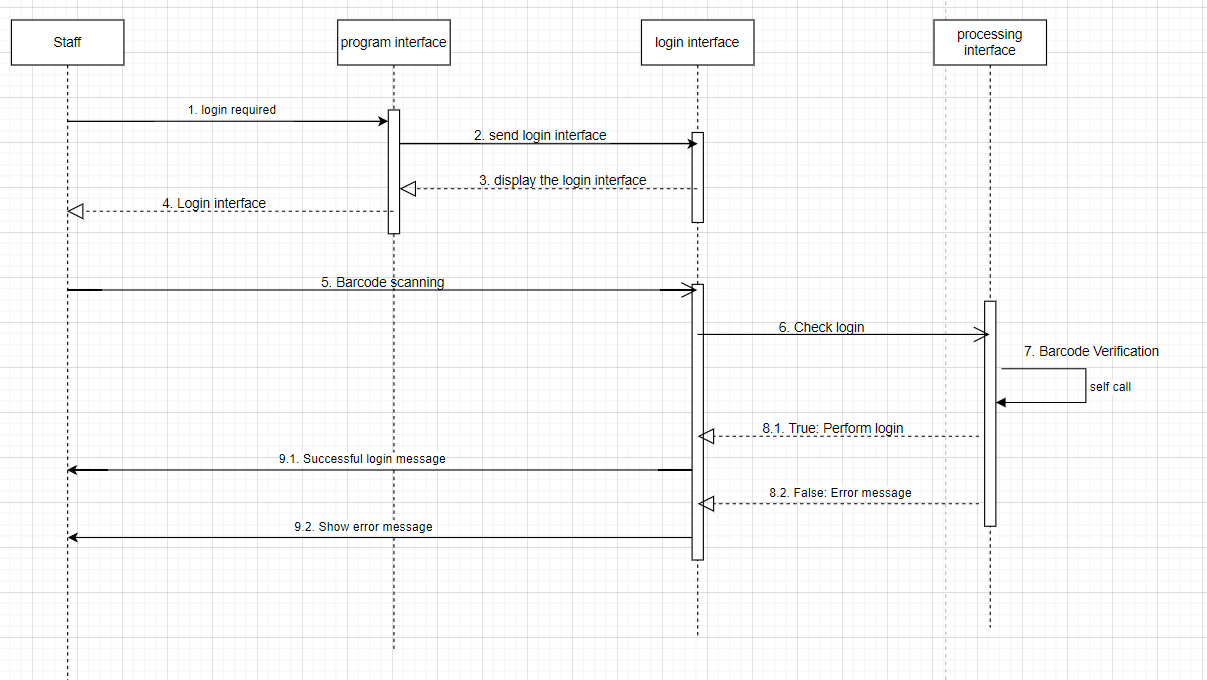 Staff
program interface
login interface
processing
interface
1. login required
2. send login interface
3. display the login interface
4. Login interface
5. Barcode scanning
6. Check login
7. Barcode Verification
self call
8.1. True: Perform login
9.1. Successful login message
8.2. False: Error message
9.2. Show error message